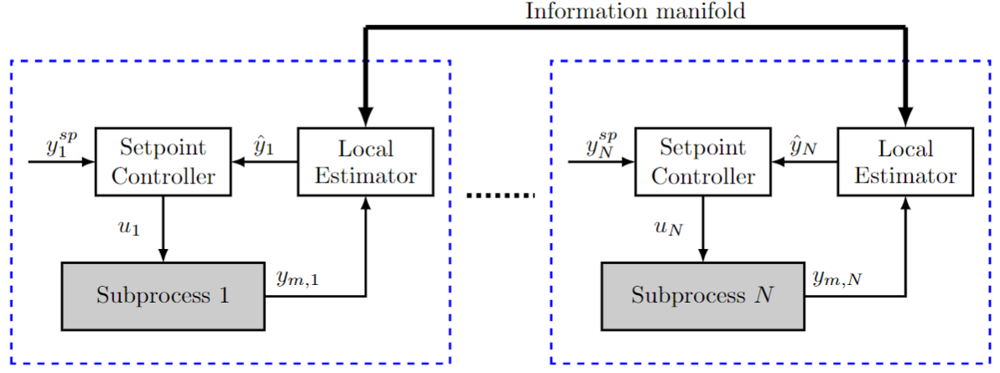 Information manifold
y_1^{sp}
Setpoint
Controller
ŷ_1
Local
Estimator
u_1
Subprocess 1
y_{m,1}
y_N^{sp}
Setpoint
Controller
ŷ_N
Local
Estimator
u_N
Subprocess N
y_{m,N}